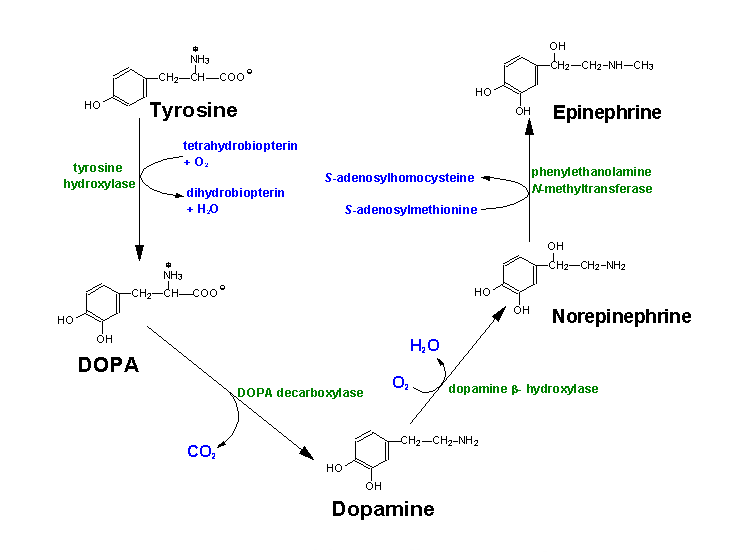 ⊕
NH₃
CH₂—CH—COO ⊖
HO
Tyrosine
tyrosine
hydroxylase
tetrahydrobiopterin
+ O₂
dihydrobiopterin
+ H₂O
⊕
NH₃
CH₂—CH—COO ⊖
HO
OH
DOPA
DOPA decarboxylase
CO₂
CH₂—CH₂—NH₂
HO
OH
Dopamine
H₂O
O₂
dopamine β- hydroxylase
OH
CH₂—CH₂—NH₂
HO
OH
Norepinephrine
S-adenosylhomocysteine
S-adenosylmethionine
phenylethanolamine
N-methyltransferase
OH
CH₂—CH₂—NH—CH₃
HO
OH
Epinephrine